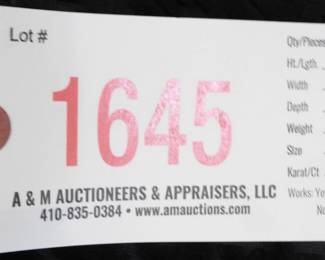 Lot #
1645
A & M AUCTIONEERS & APPRAISERS, LLC
410-835-0384 • www.amauctions.com
Qty/Pieces
Ht./Lgth
Width
Depth
Weight
Size
Karat/Ct
Works: